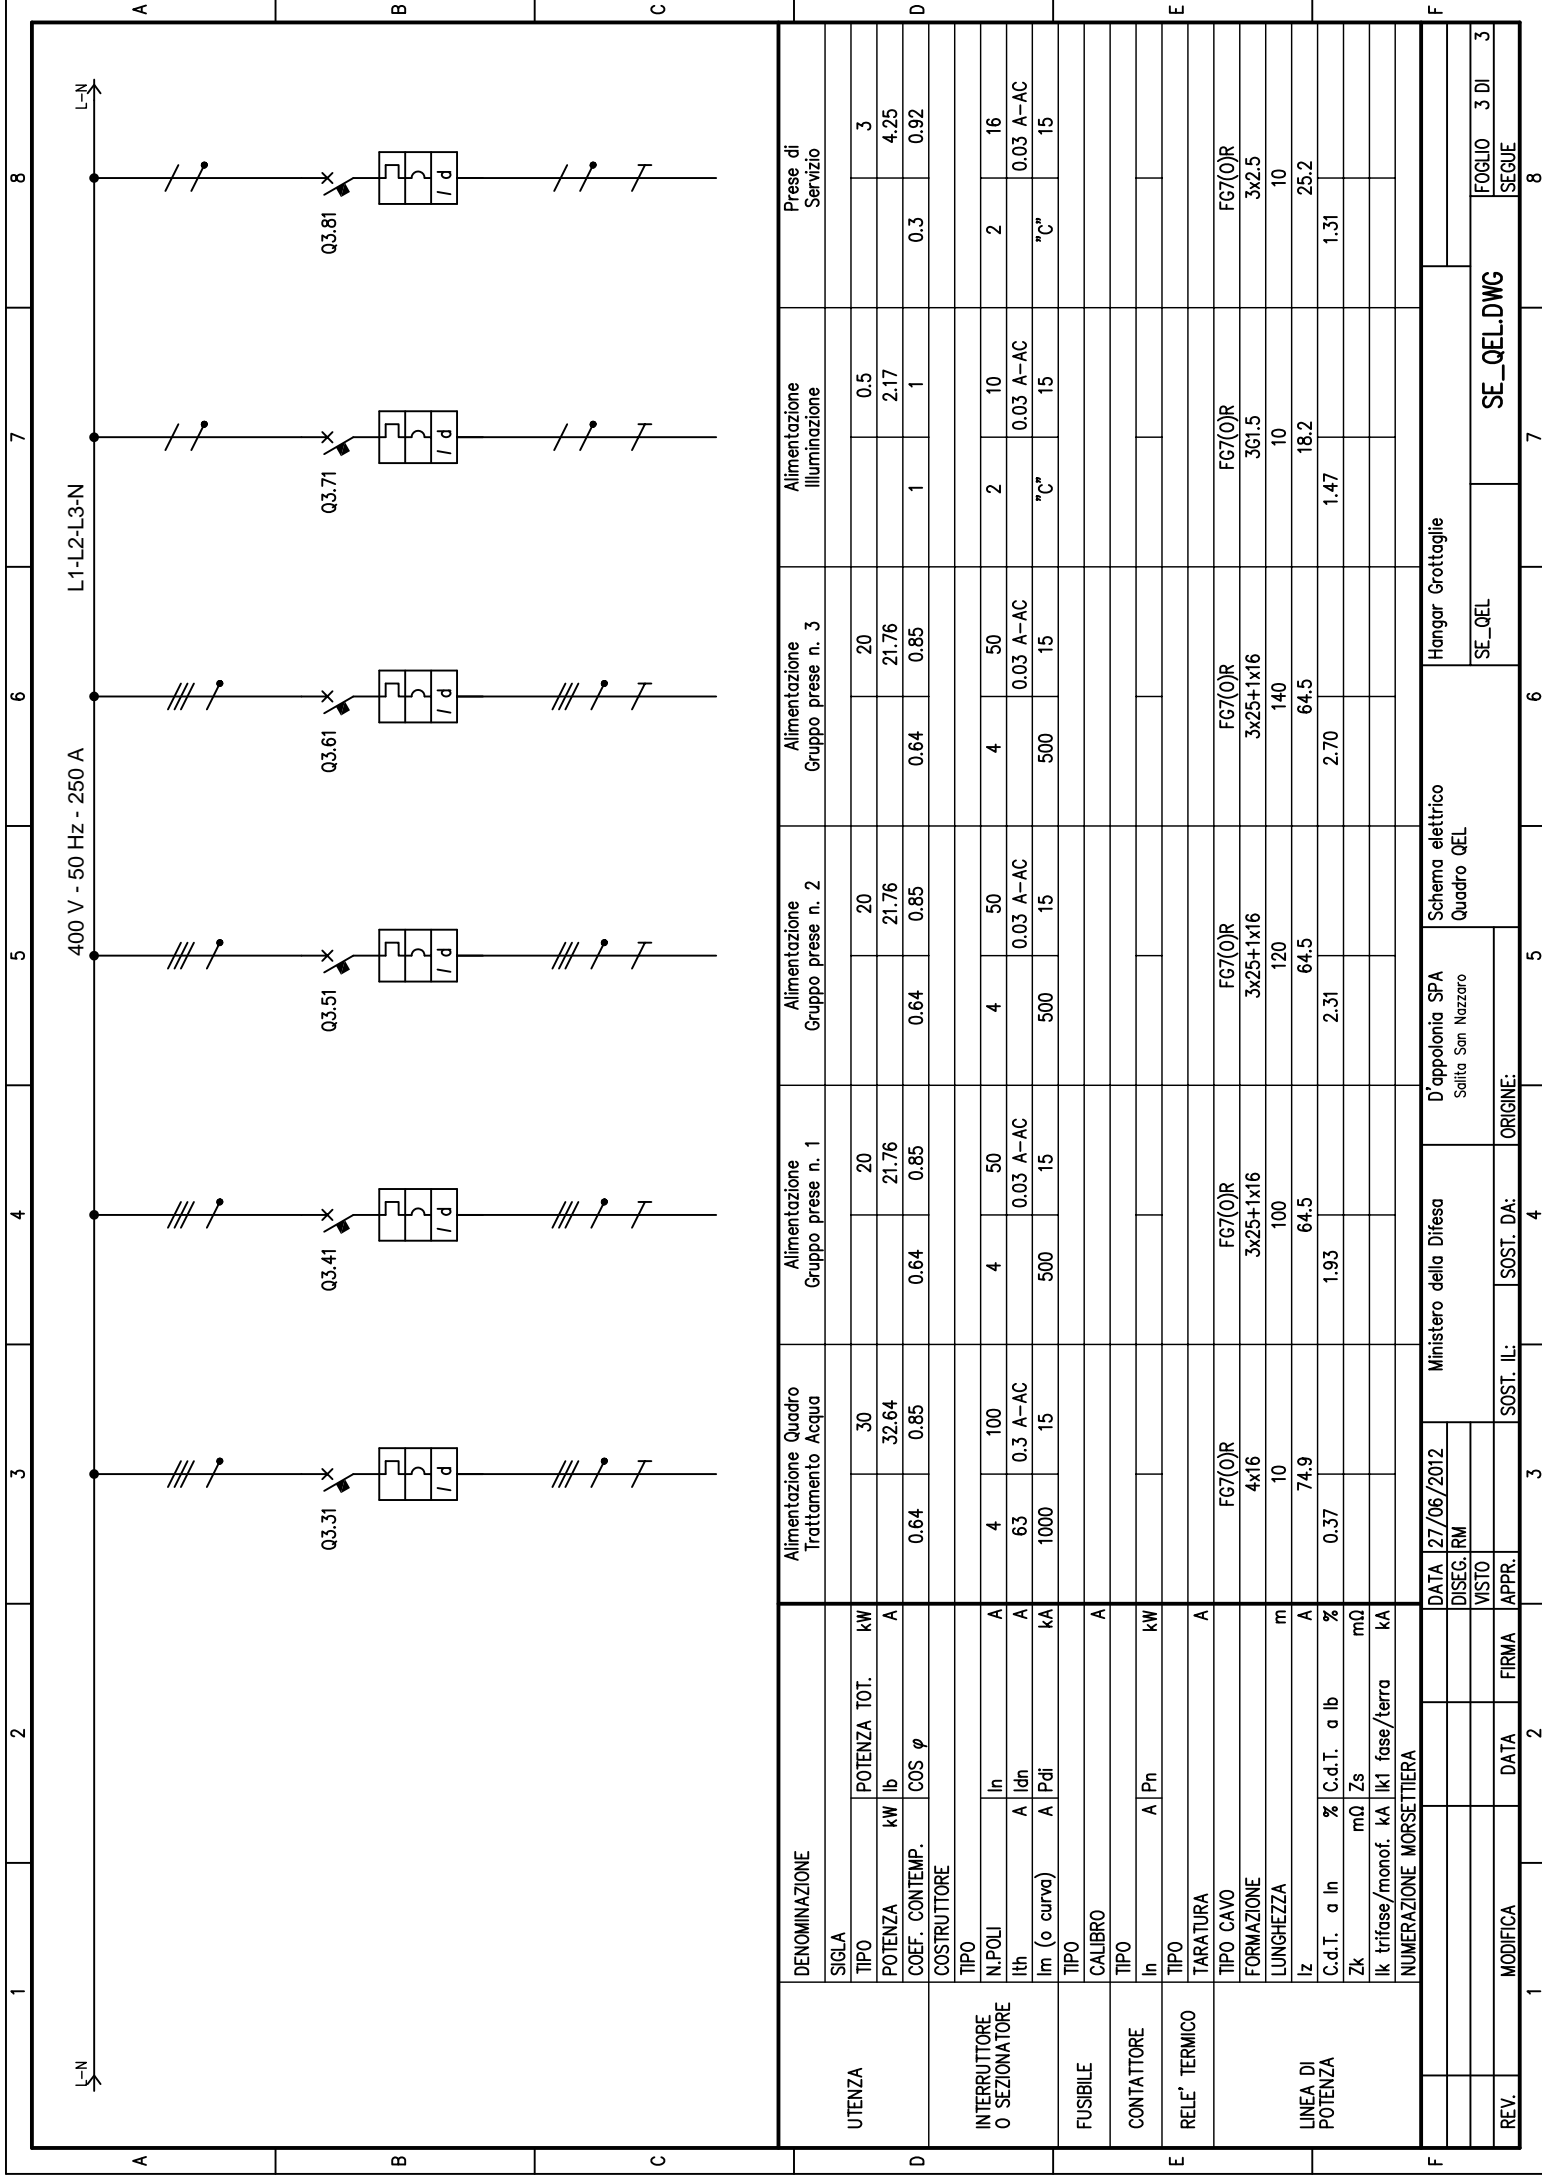 1 2 3 4 5 6 7 8
A A
B B
C C
D
E
F F
L-N 400 V - 50 Hz - 250 A L1-L2-L3-N L-N
Q3.31 Q3.41 Q3.51 Q3.61 Q3.71 Q3.81
I d I d I d I d I d I d
UTENZA
DENOMINAZIONE
Alimentazione Quadro Trattamento Acqua
Alimentazione Gruppo prese n. 1
Alimentazione Gruppo prese n. 2
Alimentazione Gruppo prese n. 3
Alimentazione Illuminazione
Prese di Servizio
SIGLA
TIPO POTENZA TOT. kW 30 20 20 20 0.5 3
POTENZA kW Ib A 32.64 21.76 21.76 21.76 2.17 4.25
COEF. CONTEMP. COS φ 0.64 0.85 0.64 0.85 0.64 0.85 0.64 0.85 1 1 0.3 0.92
INTERRUTTORE
O SEZIONATORE
COSTRUTTORE
TIPO
N.POLI In A 4 100 4 50 4 50 4 50 2 10 2 16
Ith A Idn A 63 0.3 A-AC 0.03 A-AC 0.03 A-AC 0.03 A-AC 0.03 A-AC 0.03 A-AC
Im (o curva) A Pdi kA 1000 15 500 15 500 15 500 15 "C" 15 "C" 15
FUSIBILE
TIPO
CALIBRO A
CONTATTORE
TIPO
In A Pn kW
RELE' TERMICO
TIPO
TARATURA A
LINEA DI
POTENZA
TIPO CAVO FG7(O)R FG7(O)R FG7(O)R FG7(O)R FG7(O)R FG7(O)R
FORMAZIONE 4x16 3x25+1x16 3x25+1x16 3x25+1x16 3G1.5 3x2.5
LUNGHEZZA m 10 100 120 140 10 10
Iz A 74.9 64.5 64.5 64.5 18.2 25.2
C.d.T. a In % C.d.T. a Ib % 0.37 1.93 2.31 2.70 1.47 1.31
Zk mΩ Zs mΩ
Ik trifase/monof. kA Ik1 fase/terra kA
NUMERAZIONE MORSETTIERA
REV. MODIFICA DATA FIRMA
DATA 27/06/2012
DISEG. RM
VISTO
APPR.
Ministero della Difesa
SOST. IL: SOST. DA: ORIGINE:
D'appolonia SPA
Salita San Nazzaro
Schema elettrico
Quadro QEL
Hangar Grottaglie
SE_QEL
SE_QEL.DWG
FOGLIO 3 DI 3
SEGUE
1 2 3 4 5 6 7 8